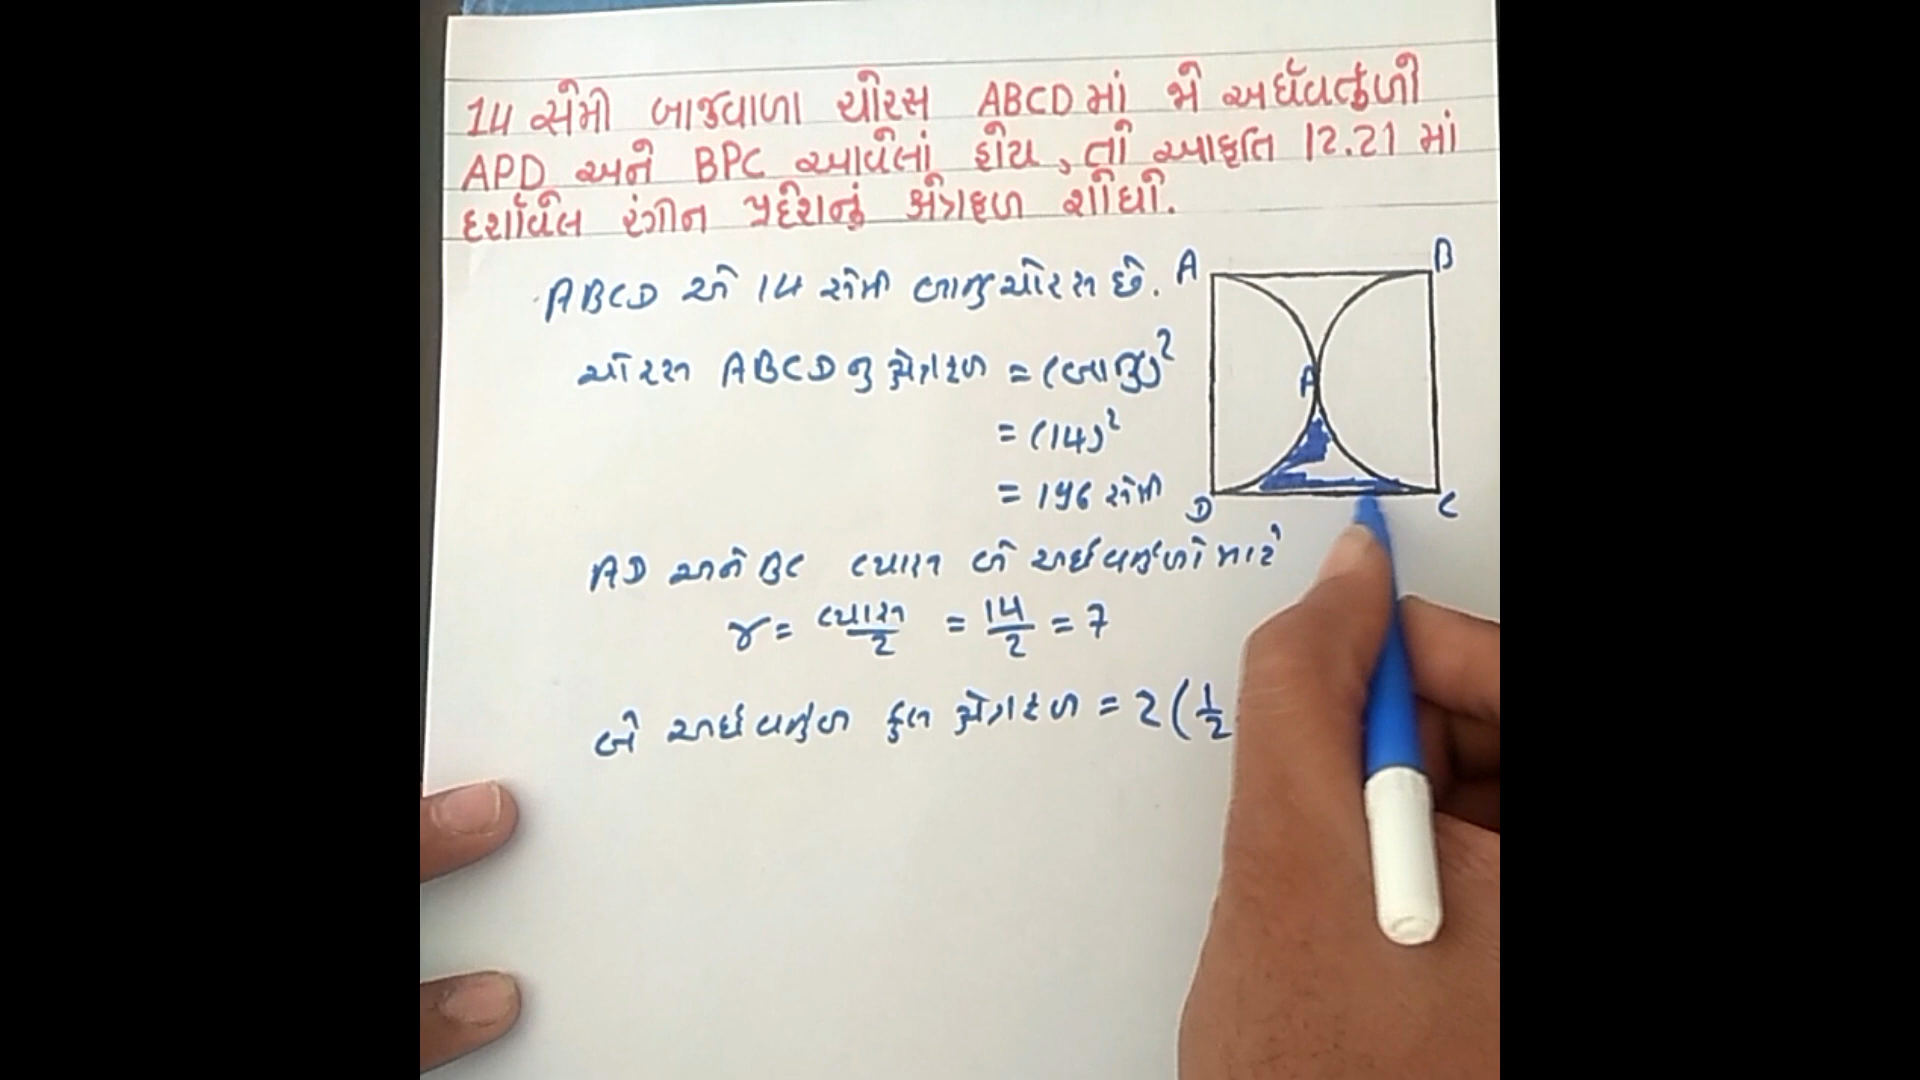 14 સેમી બાજુવાળા ચોરસ ABCD માં બે અર્ધવર્તુળો
APD અને BPC આવેલાં હોય, તો આકૃતિ 12.21 માં
દર્શાવેલ રંગીન પ્રદેશનું ક્ષેત્રફળ શોધો.
ABCD એ 14 સેમી બાજુ ચોરસ છે.
A B
ચોરસ ABCD નુ ક્ષેત્રફળ = (બાજુ)²
= (14)²
= 196 સેમી
D C
AD અને BC વ્યાસ બે અર્ધવર્તુળો માટે
r = વ્યાસ/2 = 14/2 = 7
બે અર્ધવર્તુળ કુલ ક્ષેત્રફળ = 2 (1/2